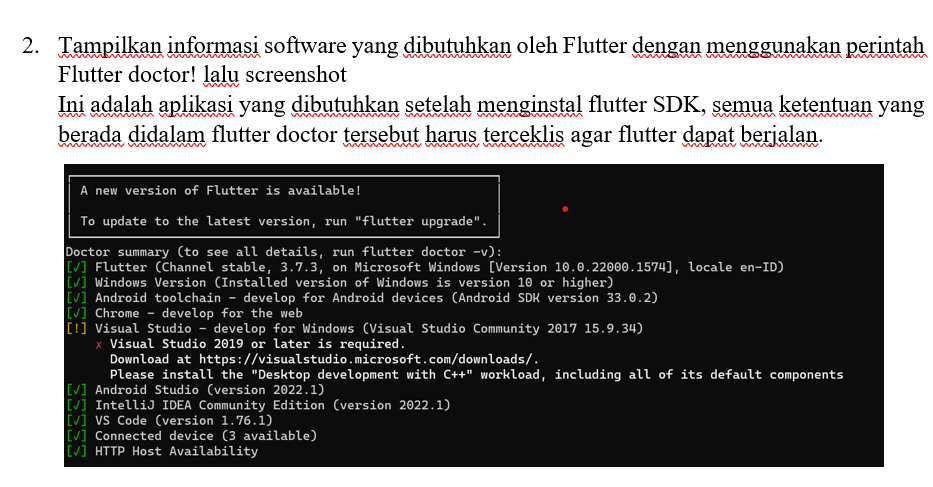 2. Tampilkan informasi software yang dibutuhkan oleh Flutter dengan menggunakan perintah
Flutter doctor! lalu screenshot
Ini adalah aplikasi yang dibutuhkan setelah menginstal flutter SDK, semua ketentuan yang
berada didalam flutter doctor tersebut harus terceklis agar flutter dapat berjalan.
A new version of Flutter is available!
To update to the latest version, run "flutter upgrade".
Doctor summary (to see all details, run flutter doctor -v):
[√] Flutter (Channel stable, 3.7.3, on Microsoft Windows [Version 10.0.22000.1574], locale en-ID)
[√] Windows Version (Installed version of Windows is version 10 or higher)
[√] Android toolchain - develop for Android devices (Android SDK version 33.0.2)
[√] Chrome - develop for the web
[!] Visual Studio - develop for Windows (Visual Studio Community 2017 15.9.34)
X Visual Studio 2019 or later is required.
Download at https://visualstudio.microsoft.com/downloads/.
Please install the "Desktop development with C++" workload, including all of its default components
[√] Android Studio (version 2022.1)
[√] IntelliJ IDEA Community Edition (version 2022.1)
[√] VS Code (version 1.76.1)
[√] Connected device (3 available)
[√] HTTP Host Availability